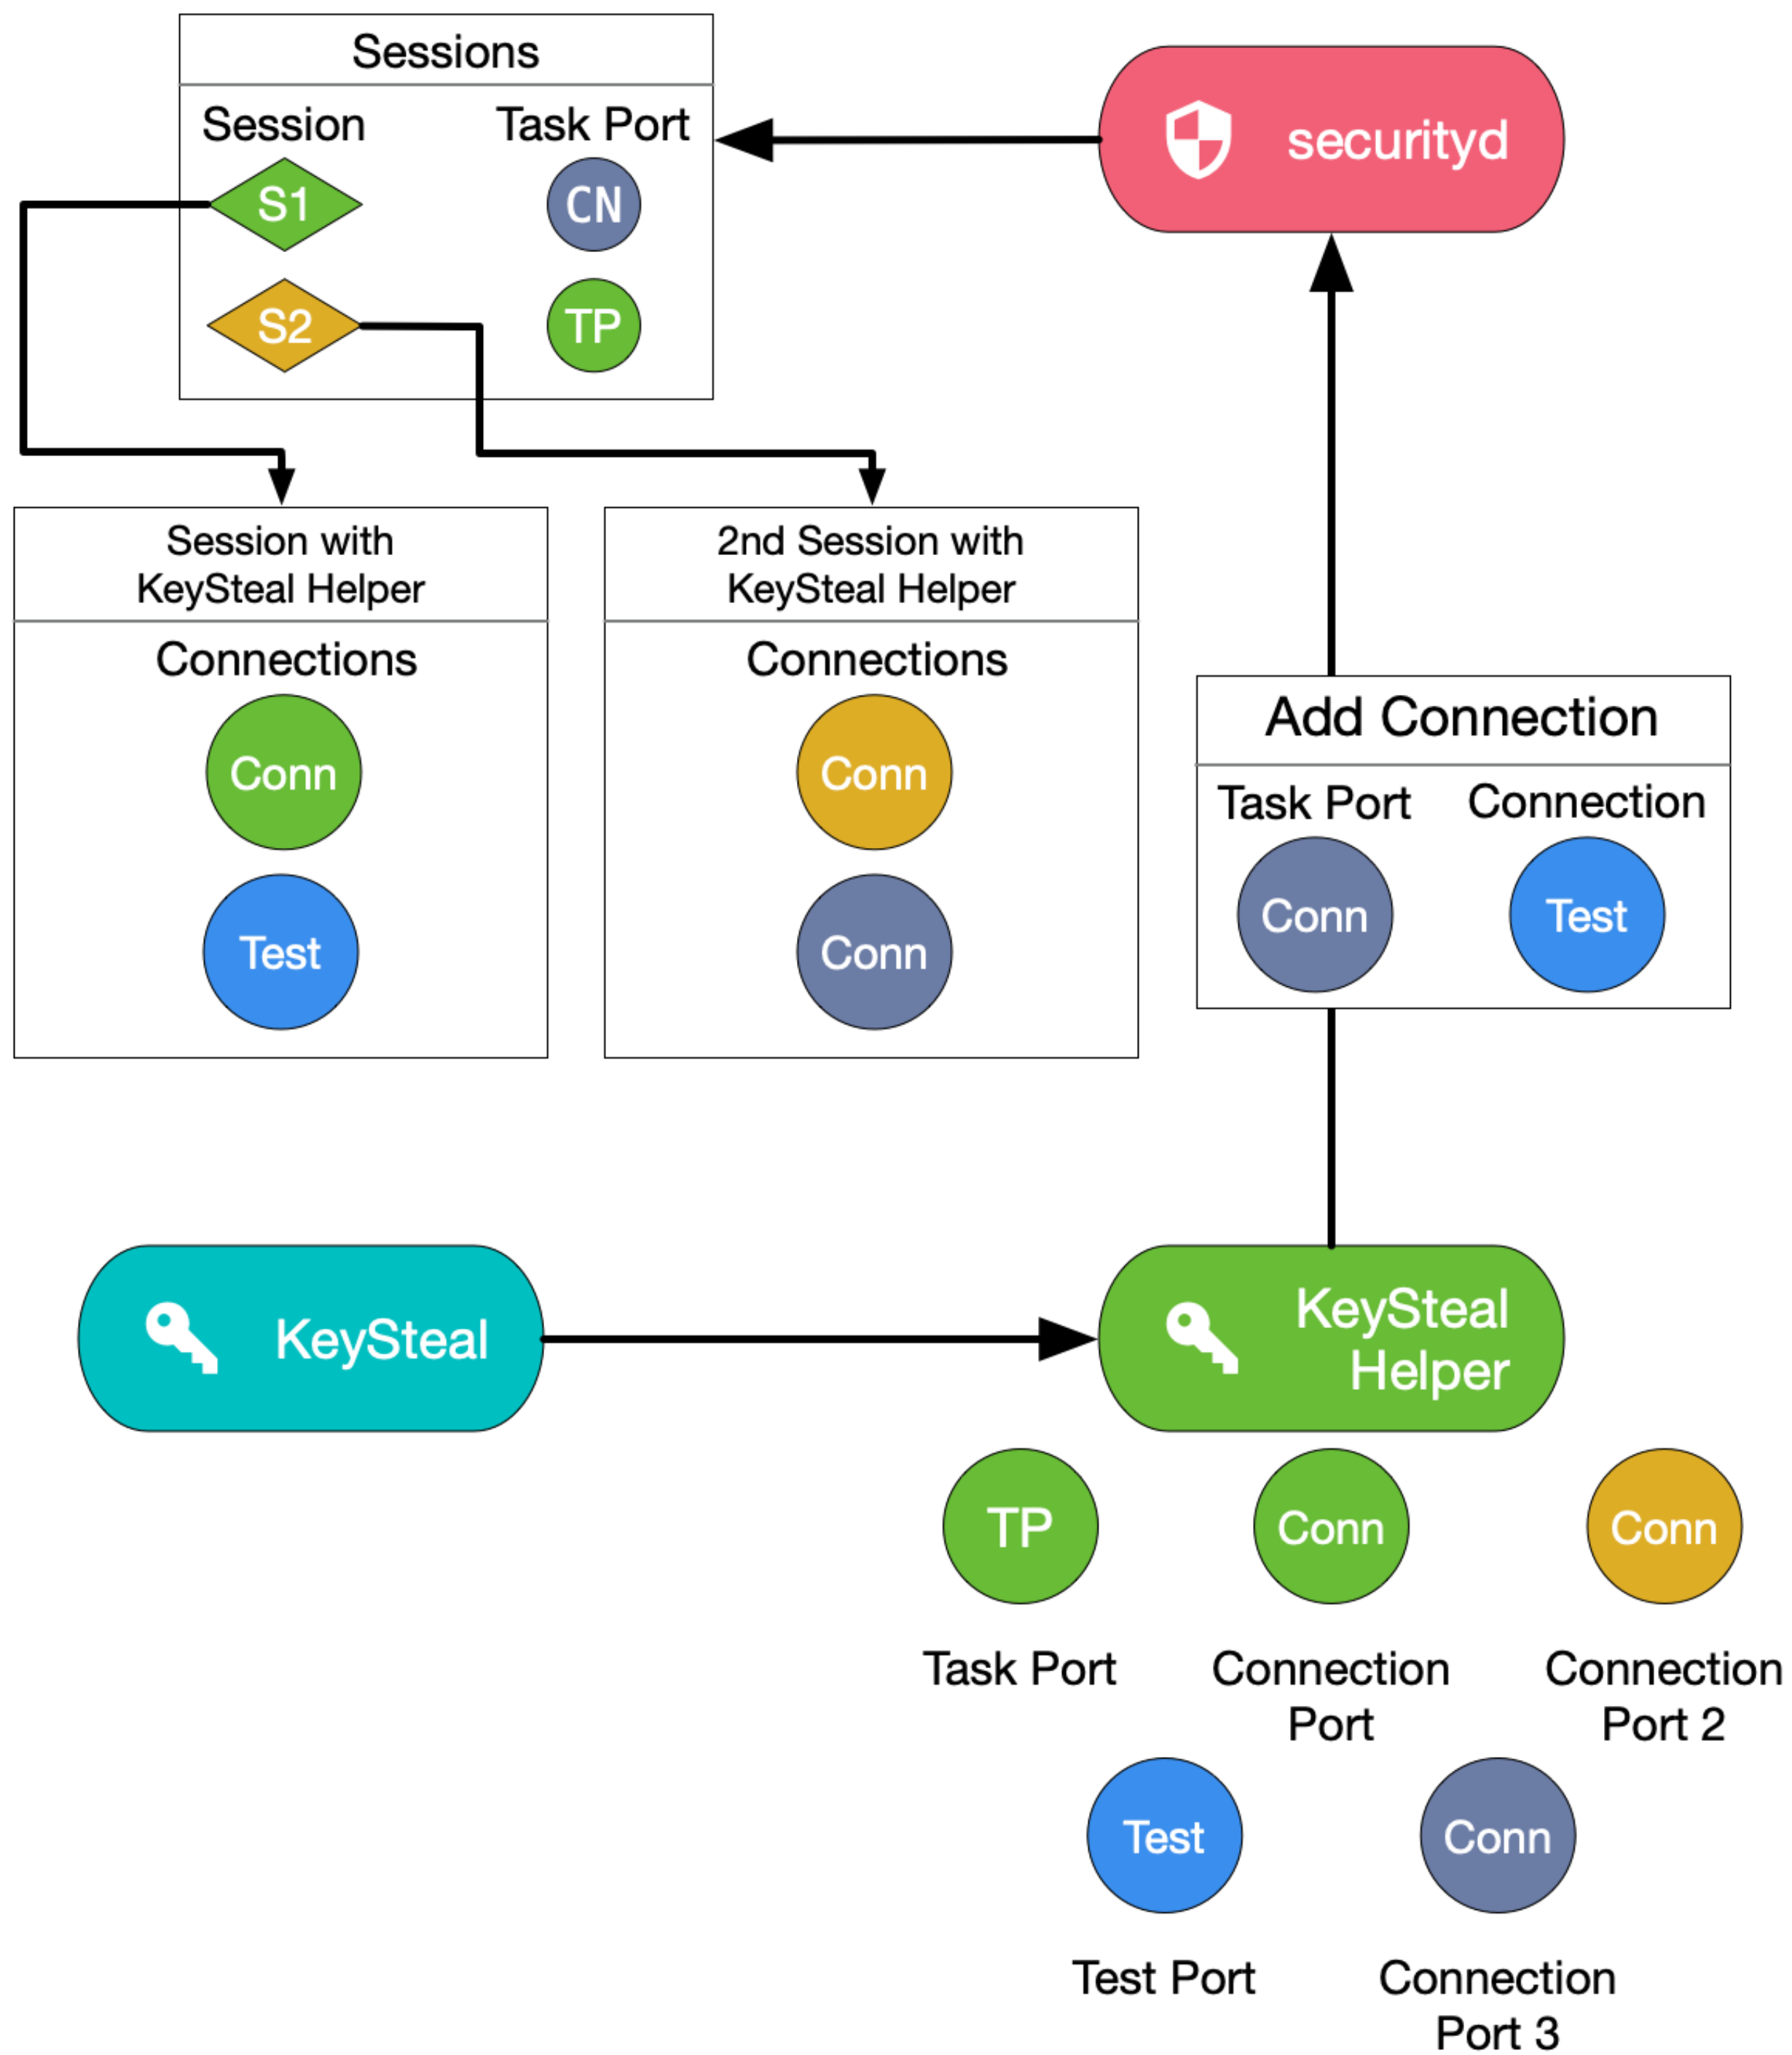 Sessions
Session
Task Port
S1
CN
S2
TP
securityd
Session with
KeySteal Helper
Connections
Conn
Test
2nd Session with
KeySteal Helper
Connections
Conn
Conn
Add Connection
Task Port
Connection
Conn
Test
KeySteal
KeySteal
Helper
TP
Conn
Conn
Task Port
Connection
Port
Connection
Port 2
Test
Conn
Test Port
Connection
Port 3